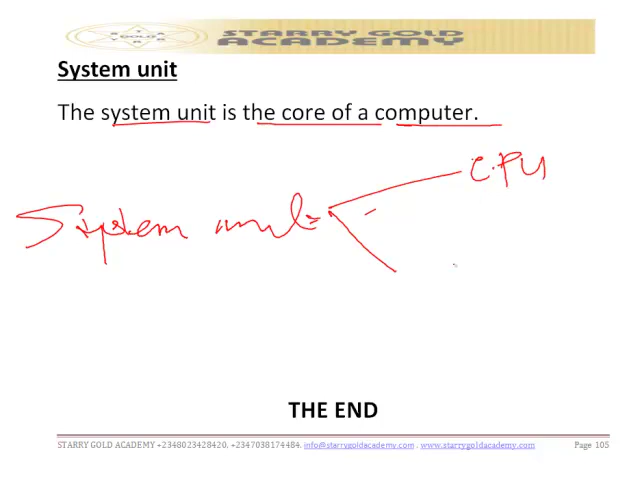 STARRY GOLD
ACADEMY
System unit
The system unit is the core of a computer.
C.PU
System unit
THE END
STARRY GOLD ACADEMY +2348023428420, +2347038174484, info@starrygoldacademy.com , www.starrygoldacademy.com Page 105